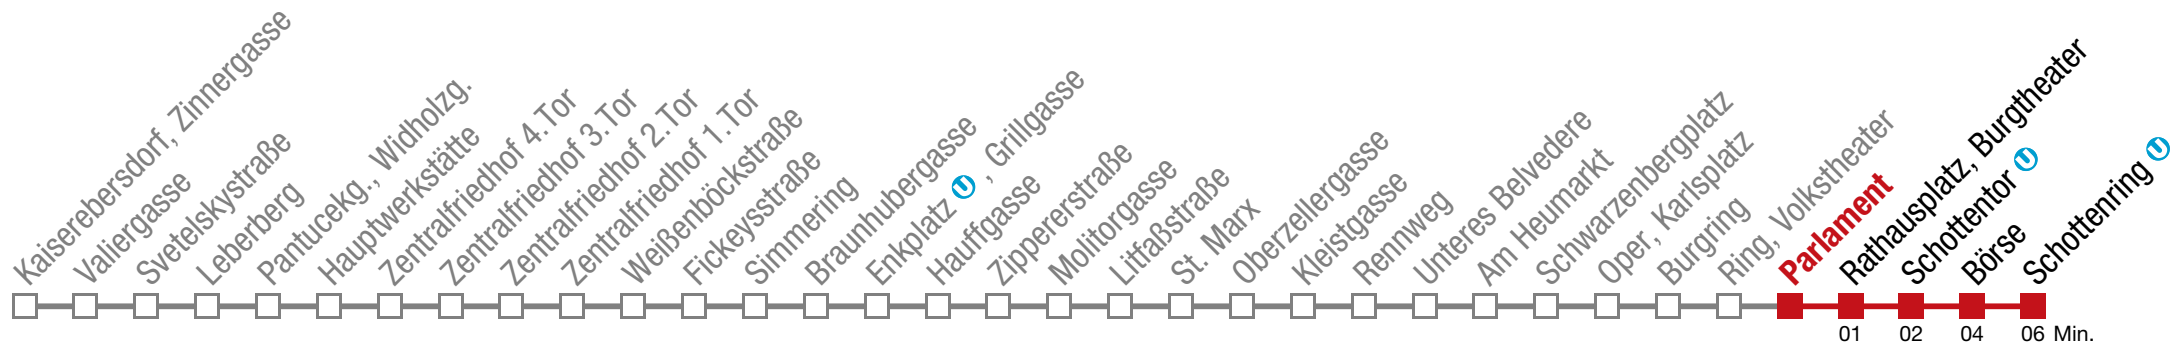 Kaiserebersdorf, Zinnergasse
Valiergasse
Svetelskystraße
Leberberg
Pantucekg., Widholzg.
Hauptwerkstätte
Zentralfriedhof 4.Tor
Zentralfriedhof 3.Tor
Zentralfriedhof 2.Tor
Zentralfriedhof 1.Tor
Weißenböckstraße
Fickeysstraße
Simmering
Braunhubergasse
Enkplatz U , Grillgasse
Hauffgasse
Zippererstraße
Molitorgasse
Litfaßstraße
St. Marx
Oberzellergasse
Kleistgasse
Rennweg
Unteres Belvedere
Am Heumarkt
Schwarzenbergplatz
Oper, Karlsplatz
Burgring
Ring, Volkstheater
Parlament
Rathausplatz, Burgtheater
Schottentor U
Börse
Schottenring U
01 02 04 06 Min.